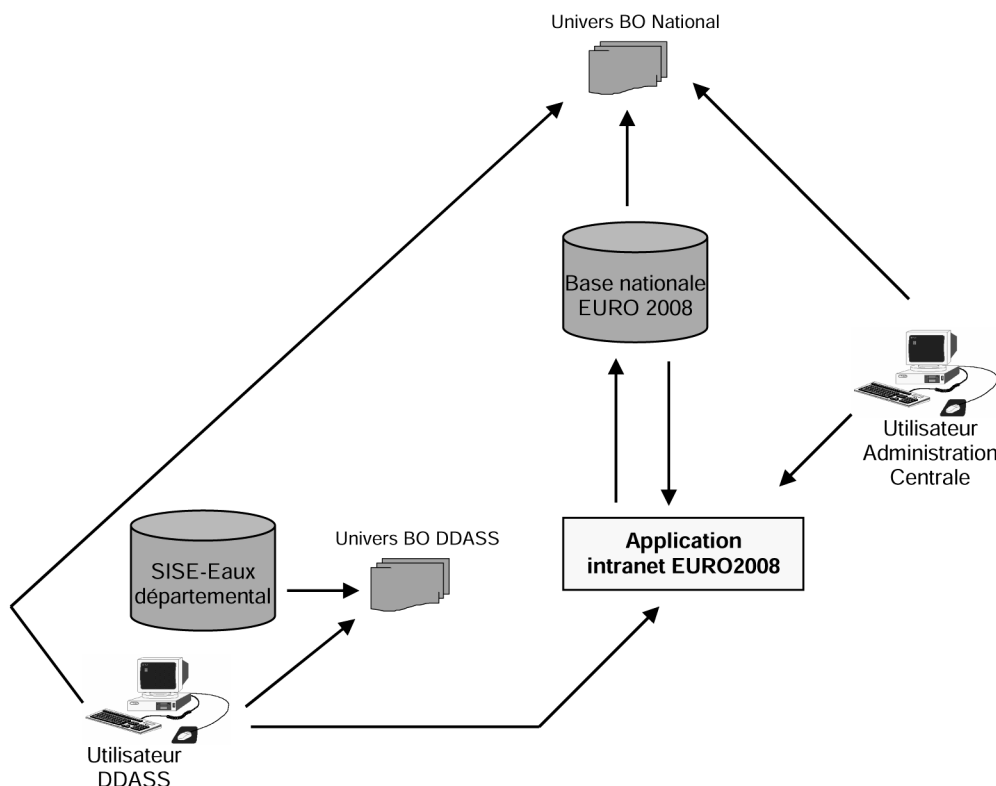 Univers BO National
Base nationale
EURO 2008
Utilisateur
Administration
Centrale
Univers BO DDASS
Application
intranet EURO2008
SISE-Eaux
départemental
Utilisateur
DDASS